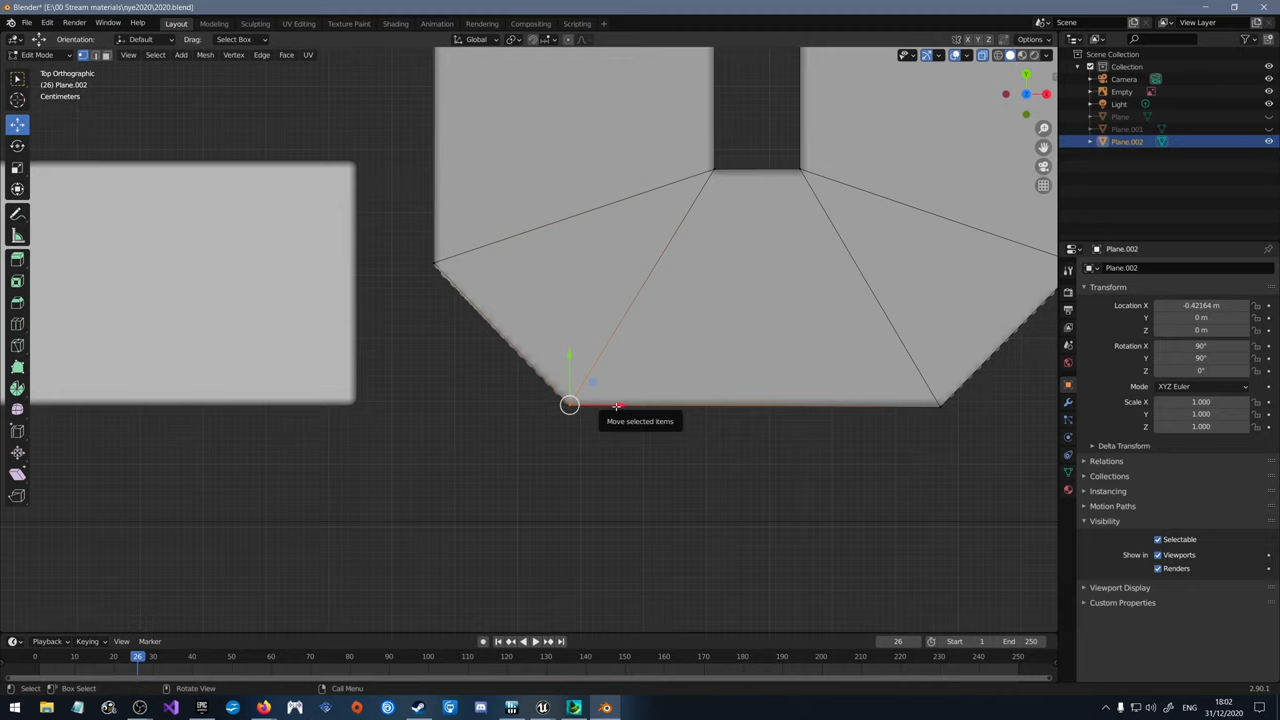 Blender* [E:\00 Stream materials\nye2020\2020.blend]
File Edit Render Window Help Layout Modeling Sculpting UV Editing Texture Paint Shading Animation Rendering Compositing Scripting + Scene View Layer
Orientation: Default Drag: Select Box Global X Y Z Options
Edit Mode View Select Add Mesh Vertex Edge Face UV
Top Orthographic
(26) Plane.002
Centimeters
Y
Z
X
Move selected items
Scene Collection
Collection
Camera
Empty
Light
Plane
Plane.001
Plane.002
Plane.002
Plane.002
Transform
Location X -0.42164 m
Y 0 m
Z 0 m
Rotation X 90°
Y 90°
Z 0°
Mode XYZ Euler
Scale X 1.000
Y 1.000
Z 1.000
Delta Transform
Relations
Collections
Instancing
Motion Paths
Visibility
Selectable
Show in Viewports
Renders
Viewport Display
Custom Properties
Playback Keying View Marker 26 Start 1 End 250
0 10 20 26 30 40 50 60 70 80 90 100 110 120 130 140 150 160 170 180 190 200 210 220 230 240 250
Select Box Select Rotate View Call Menu 2.90.1
ENG 18:02
31/12/2020